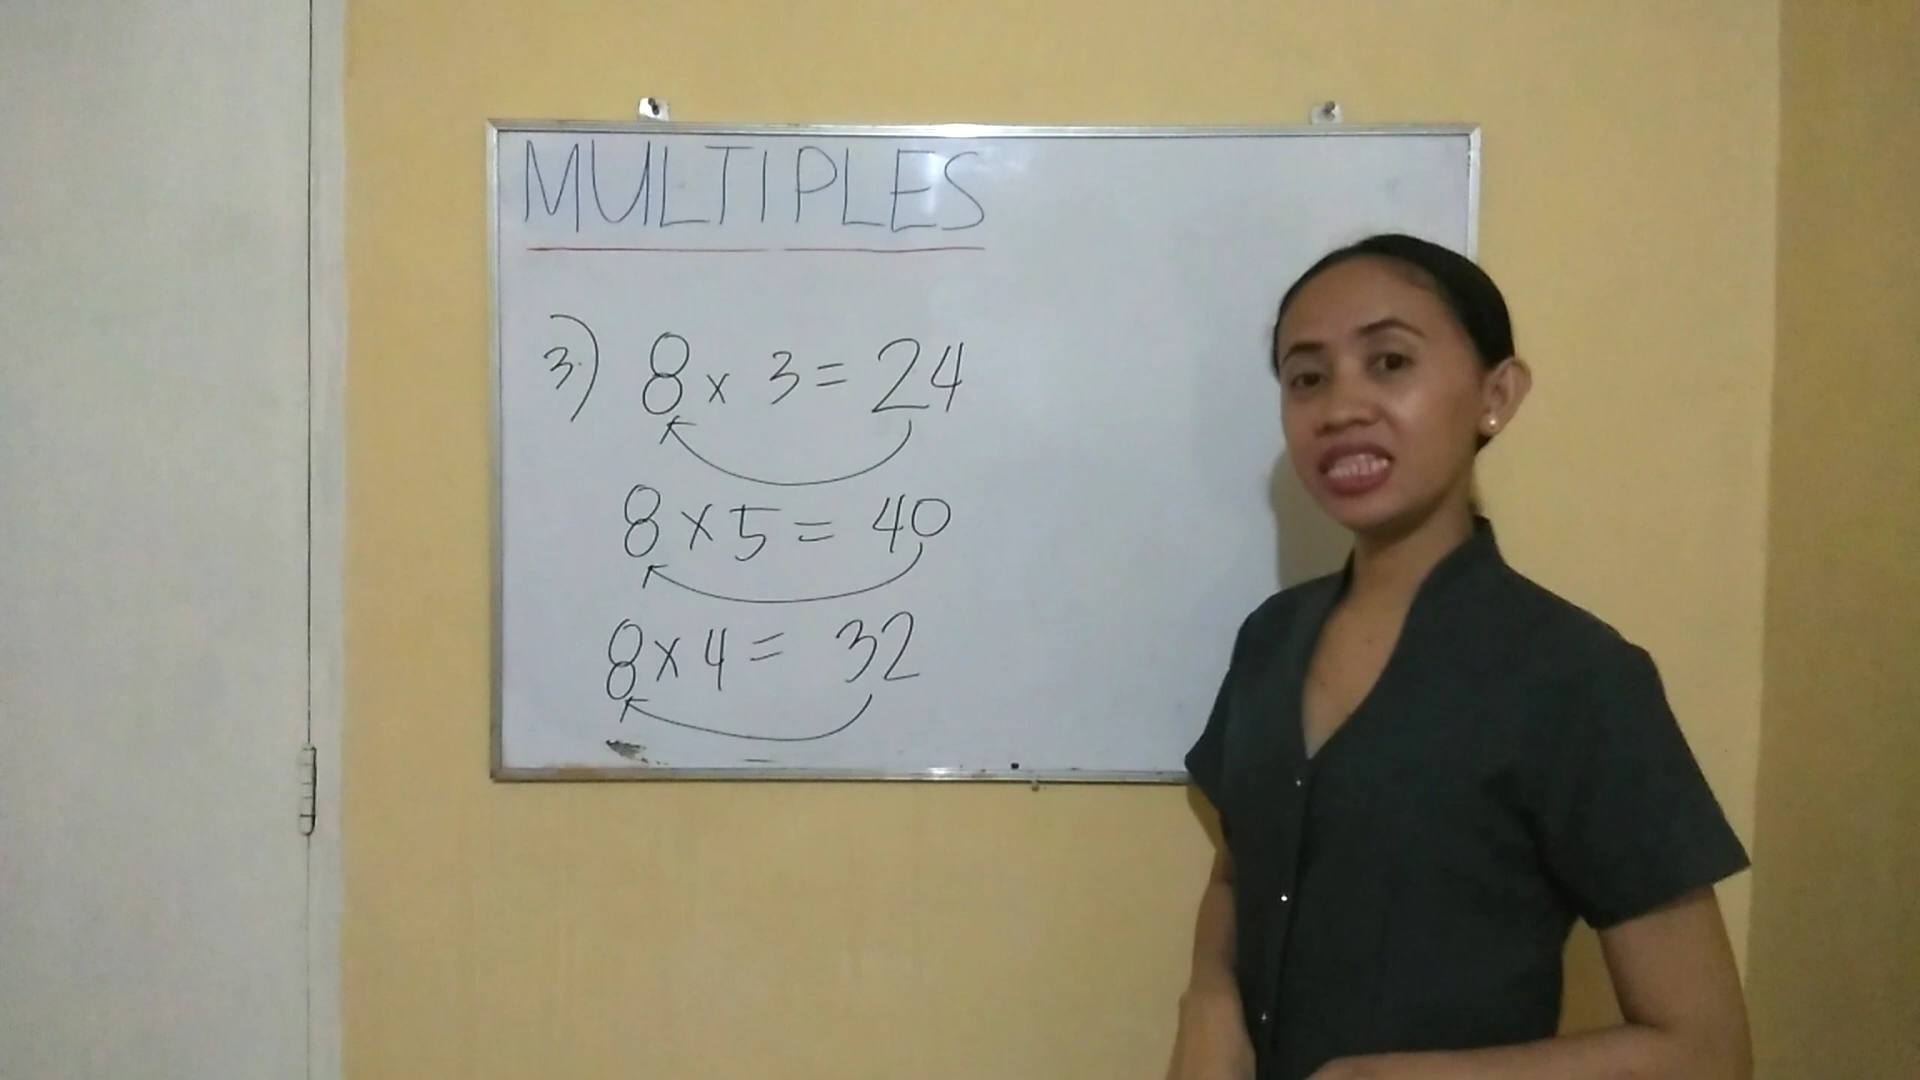 MULTIPLES
3) 8 x 3 = 24
8 x 5 = 40
8 x 4 = 32